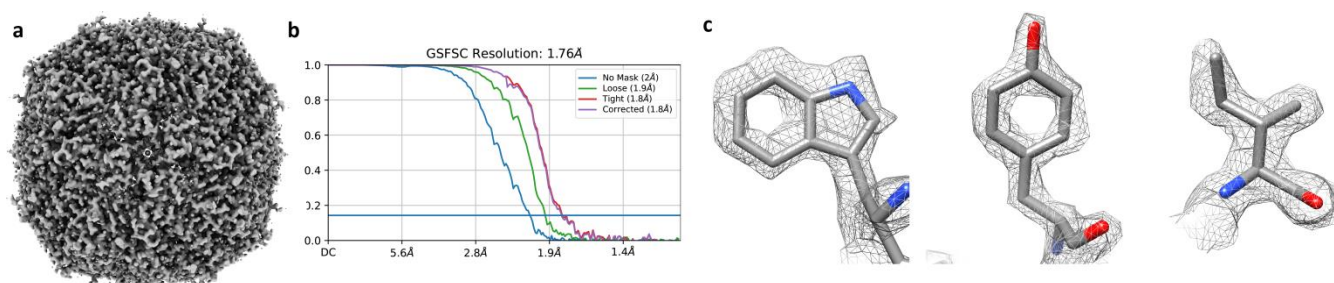 a
b
c
GSFSC Resolution: 1.76Å
1.0
0.8
0.6
0.4
0.2
0.0
No Mask (2Å)
Loose (1.9Å)
Tight (1.8Å)
Corrected (1.8Å)
DC
5.6Å
2.8Å
1.9Å
1.4Å